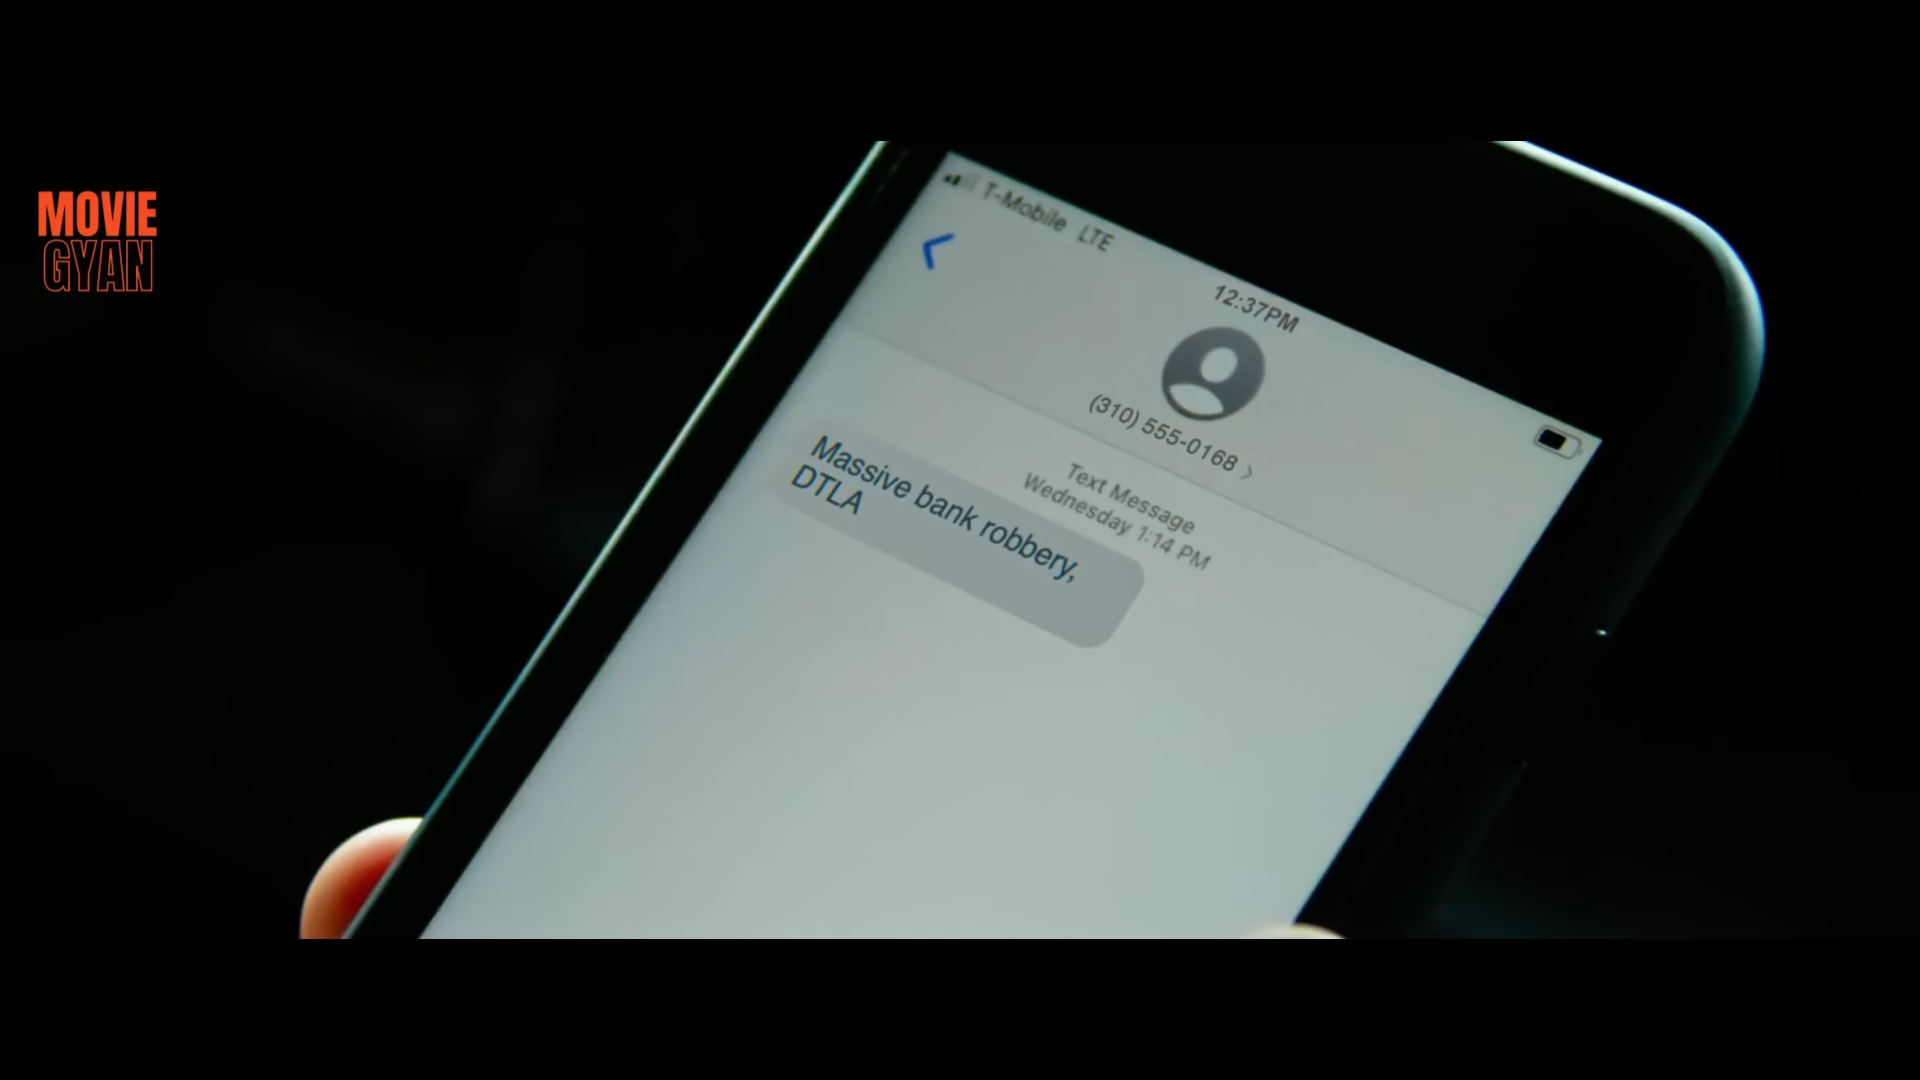 MOVIE
GYAN
T-Mobile LTE
12:37PM
(310) 555-0168 >
Text Message
Wednesday 1:14 PM
Massive bank robbery,
DTLA